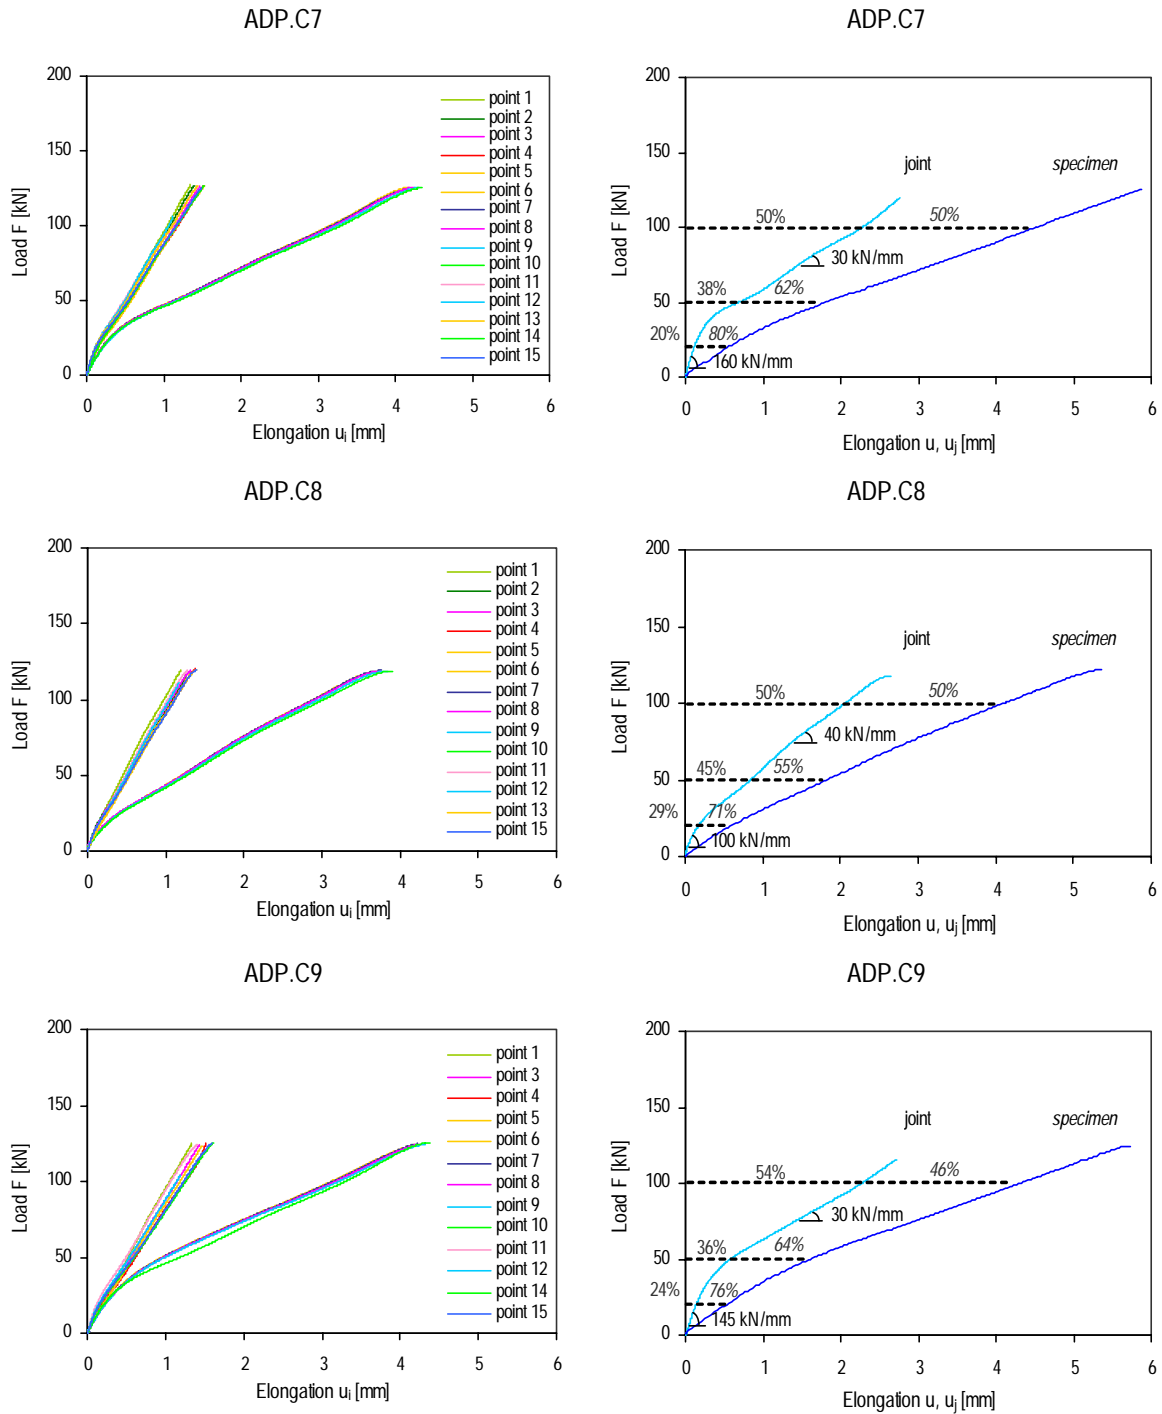 ADP.C7
Load F [kN]
200
150
100
50
0
0 1 2 3 4 5 6
Elongation uᵢ [mm]
point 1
point 2
point 3
point 4
point 5
point 6
point 7
point 8
point 9
point 10
point 11
point 12
point 13
point 14
point 15
ADP.C7
Load F [kN]
200
150
100
50
0
0 1 2 3 4 5 6
Elongation u, uⱼ [mm]
joint specimen
50% 50%
30 kN/mm
38% 62%
20% 80%
160 kN/mm
ADP.C8
Load F [kN]
200
150
100
50
0
0 1 2 3 4 5 6
Elongation uᵢ [mm]
point 1
point 2
point 3
point 4
point 5
point 6
point 7
point 8
point 9
point 10
point 11
point 12
point 13
point 15
ADP.C8
Load F [kN]
200
150
100
50
0
0 1 2 3 4 5 6
Elongation u, uⱼ [mm]
joint specimen
50% 50%
40 kN/mm
45% 55%
29% 71%
100 kN/mm
ADP.C9
Load F [kN]
200
150
100
50
0
0 1 2 3 4 5 6
Elongation uᵢ [mm]
point 1
point 3
point 4
point 5
point 6
point 7
point 8
point 9
point 10
point 11
point 12
point 14
point 15
ADP.C9
Load F [kN]
200
150
100
50
0
0 1 2 3 4 5 6
Elongation u, uⱼ [mm]
joint specimen
54% 46%
30 kN/mm
36% 64%
24% 76%
145 kN/mm